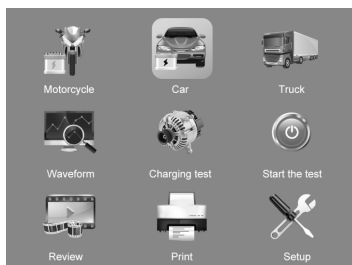 Motorcycle Car Truck
Waveform Charging test Start the test
Review Print Setup